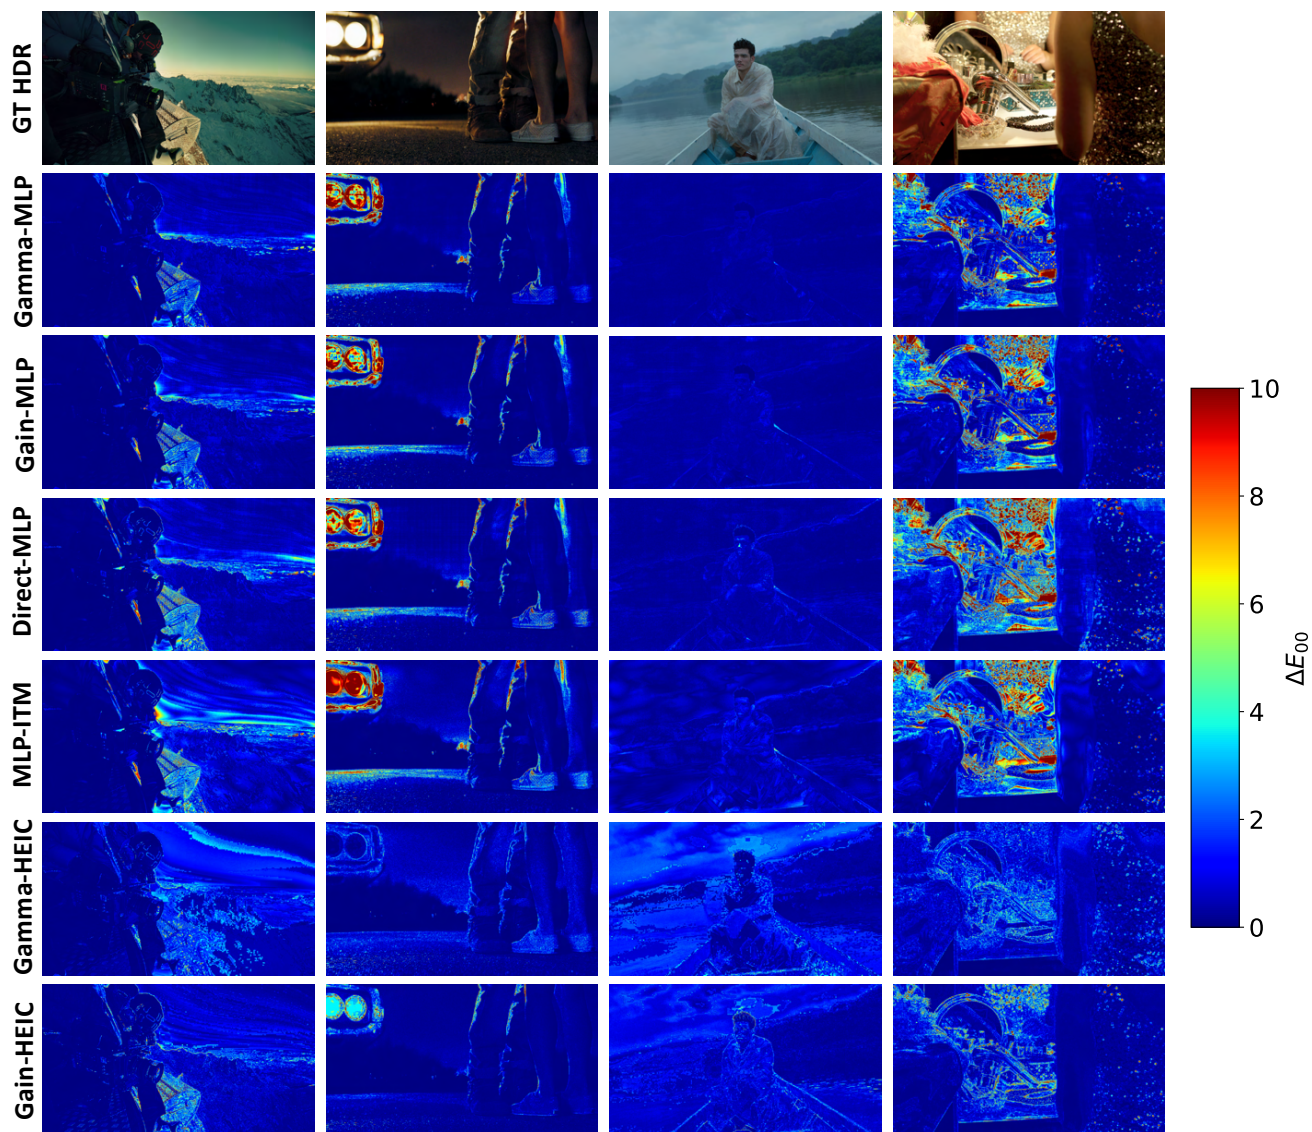 GT HDR
Gamma-MLP
Gain-MLP
Direct-MLP
MLP-ITM
Gamma-HEIC
Gain-HEIC
10
8
6
4
2
0
ΔE₀₀